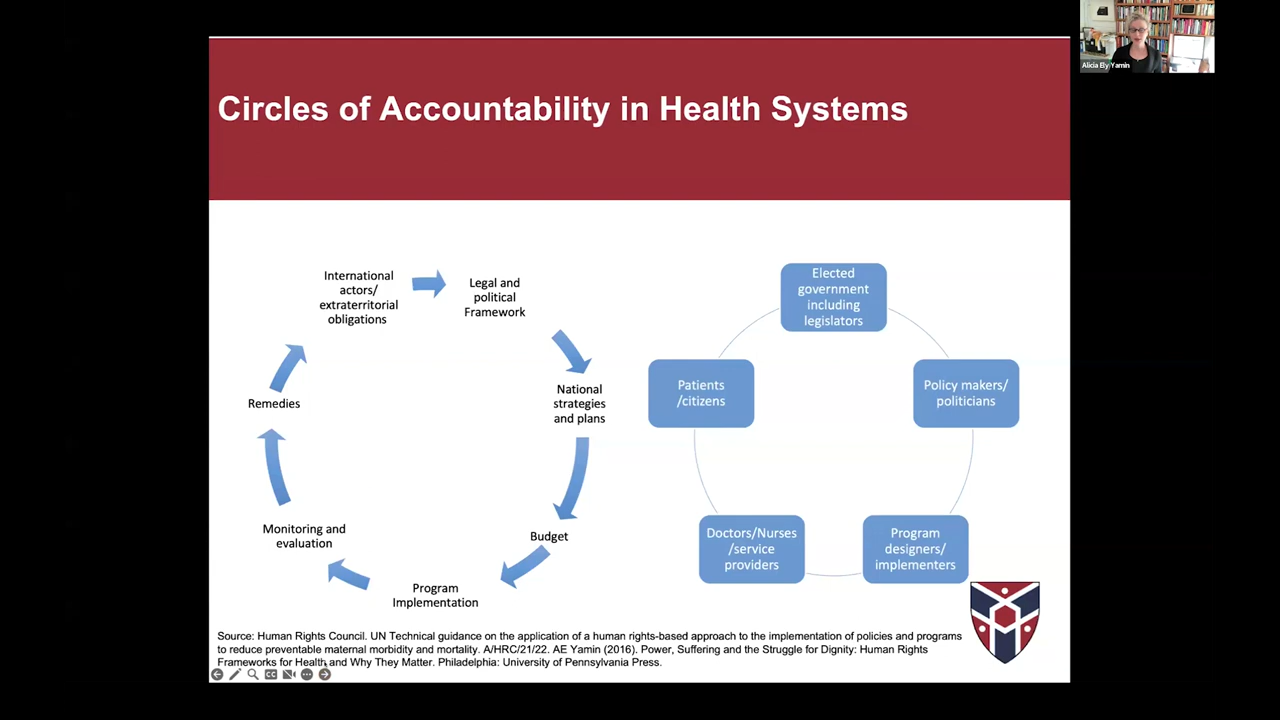 Alicia Ely Yamin
Circles of Accountability in Health Systems
International
actors/
extraterritorial
obligations
Legal and
political
Framework
National
strategies
and plans
Budget
Program
Implementation
Monitoring and
evaluation
Remedies
Elected
government
including
legislators
Policy makers/
politicians
Program
designers/
implementers
Doctors/Nurses
/service
providers
Patients
/citizens
Source: Human Rights Council. UN Technical guidance on the application of a human rights-based approach to the implementation of policies and programs
to reduce preventable maternal morbidity and mortality. A/HRC/21/22. AE Yamin (2016). Power, Suffering and the Struggle for Dignity: Human Rights
Frameworks for Health and Why They Matter. Philadelphia: University of Pennsylvania Press.
CC